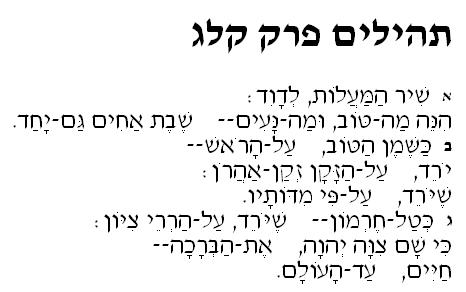 תהילים פרק קלג
א שִׁיר הַמַּעֲלוֹת, לְדָוִד:
הִנֵּה מַה-טּוֹב, וּמַה-נָּעִים-- שֶׁבֶת אַחִים גַּם-יָחַד.
ב כַּשֶּׁמֶן הַטּוֹב, עַל-הָרֹאשׁ--
יֹרֵד, עַל-הַזָּקָן זְקַן-אַהֲרֹן:
שֶׁיֹּרֵד, עַל-פִּי מִדּוֹתָיו.
ג כְּטַל-חֶרְמוֹן-- שֶׁיֹּרֵד, עַל-הַרְרֵי צִיּוֹן:
כִּי שָׁם צִוָּה יְהוָה, אֶת-הַבְּרָכָה--
חַיִּים, עַד-הָעוֹלָם.